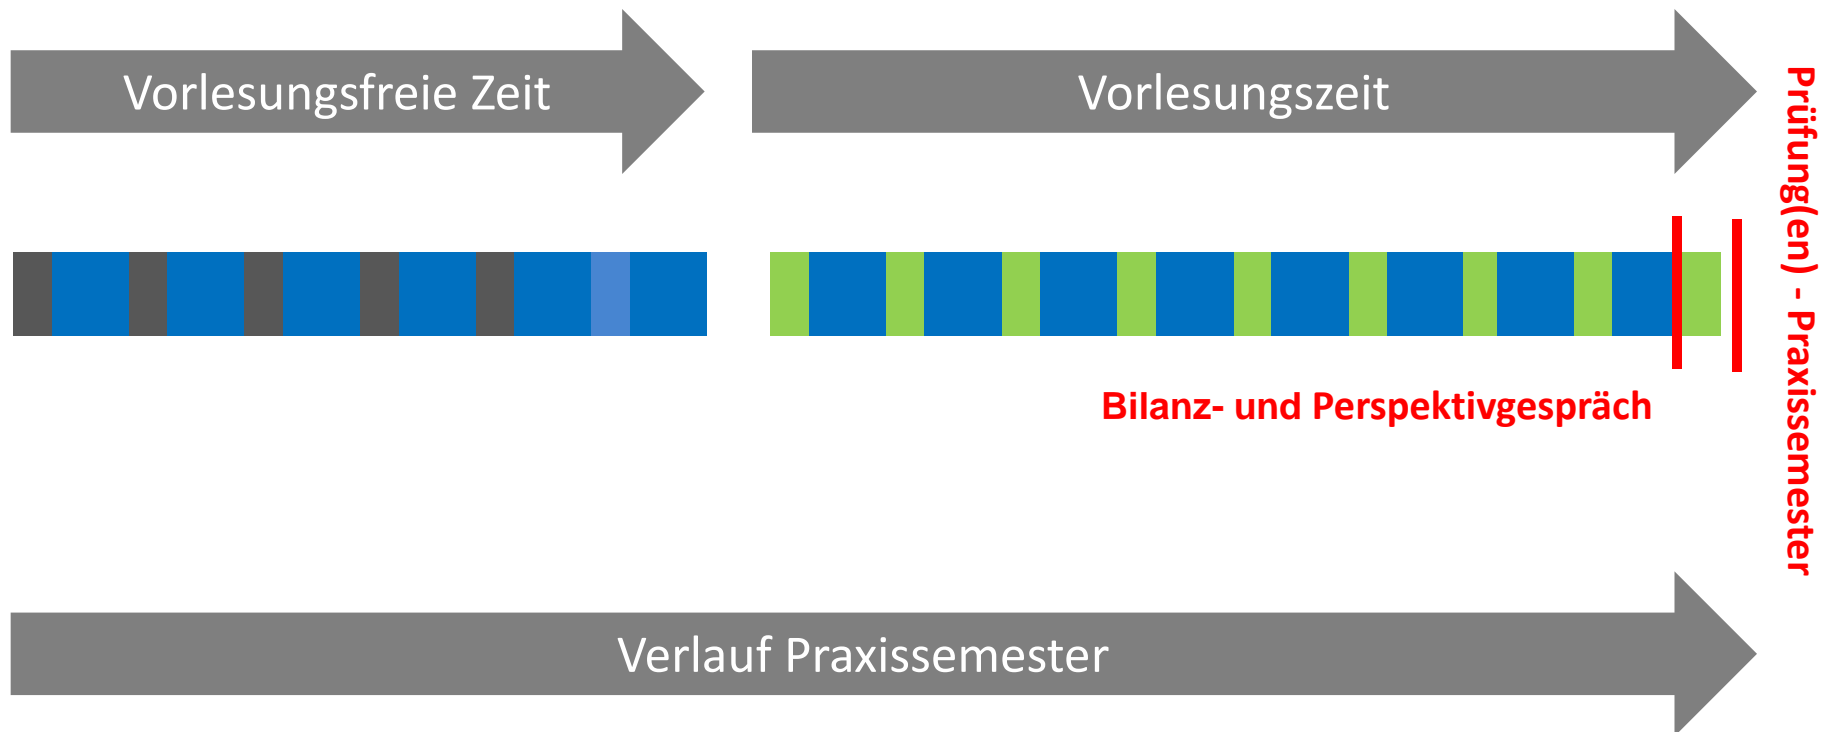 Vorlesungsfreie Zeit
Vorlesungszeit
Prüfung(en) - Praxissemester
Bilanz- und Perspektivgespräch
Verlauf Praxissemester